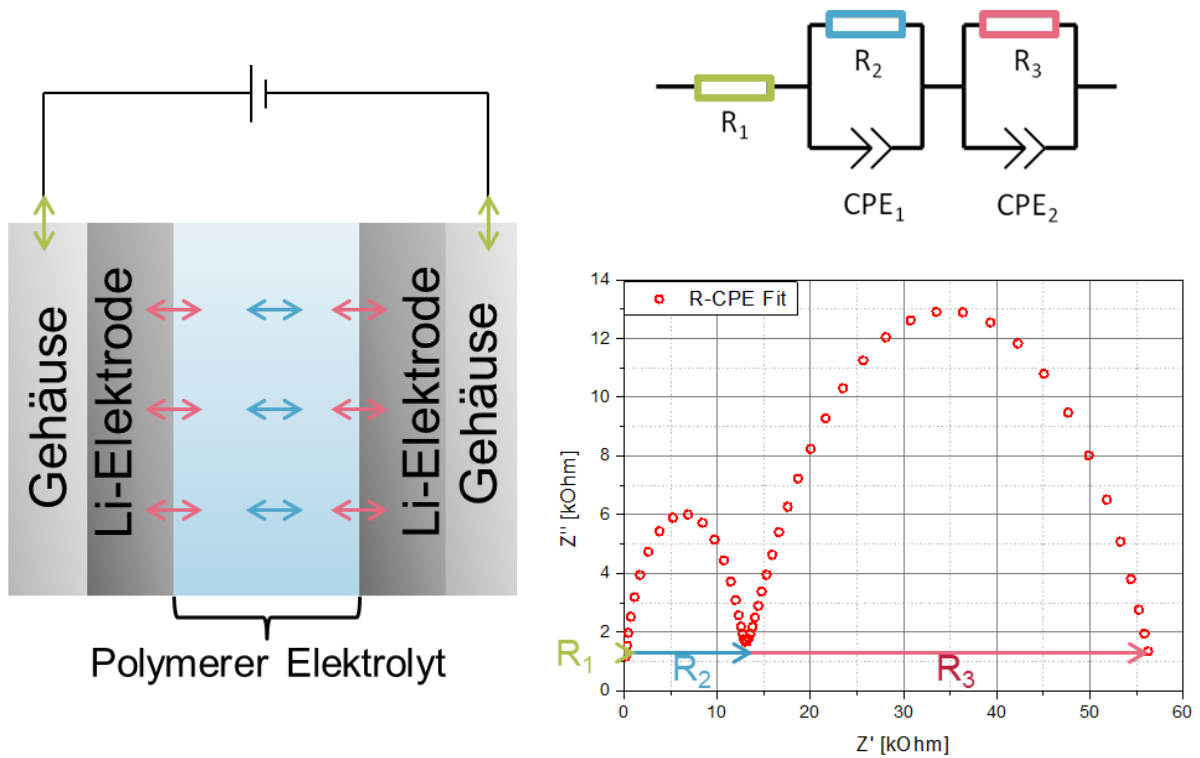 Gehäuse
Li-Elektrode
Li-Elektrode
Gehäuse
Polymerer Elektrolyt
R1
R2
CPE1
R3
CPE2
R-CPE Fit
Z'' [kOhm]
14
12
10
8
6
4
2
0
R1
R2
R3
0
10
20
30
40
50
60
Z' [kOhm]